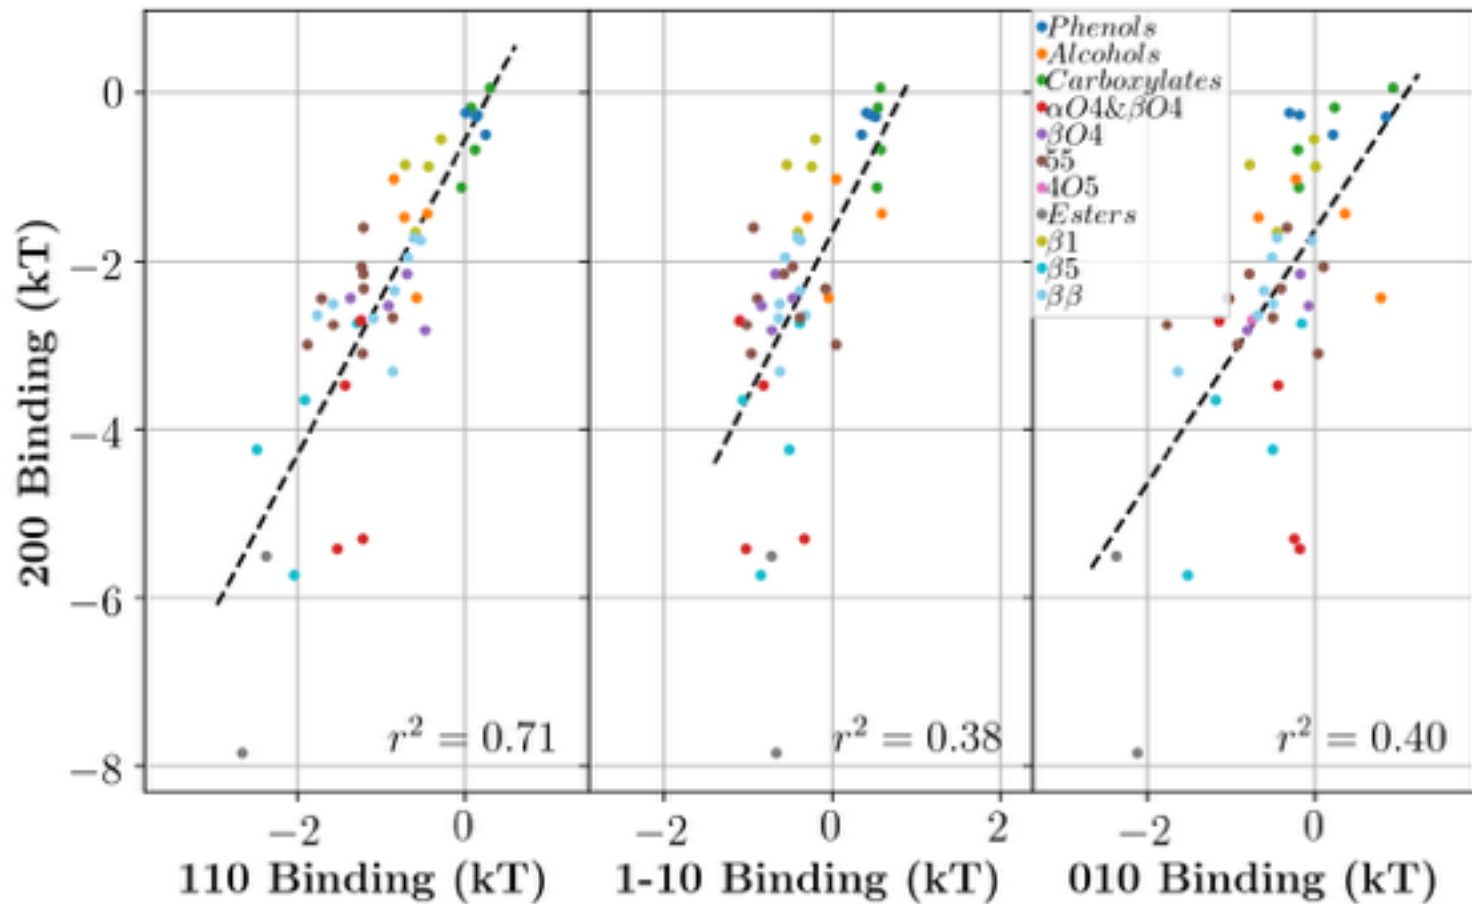 Phenols
Alcohols
Carboxylates
αO4&βO4
βO4
55
4O5
Esters
β1
β5
ββ
0
−2
−4
−6
−8
200 Binding (kT)
r² = 0.71
r² = 0.38
r² = 0.40
−2 0
−2 0 2
−2 0
110 Binding (kT)
1-10 Binding (kT)
010 Binding (kT)